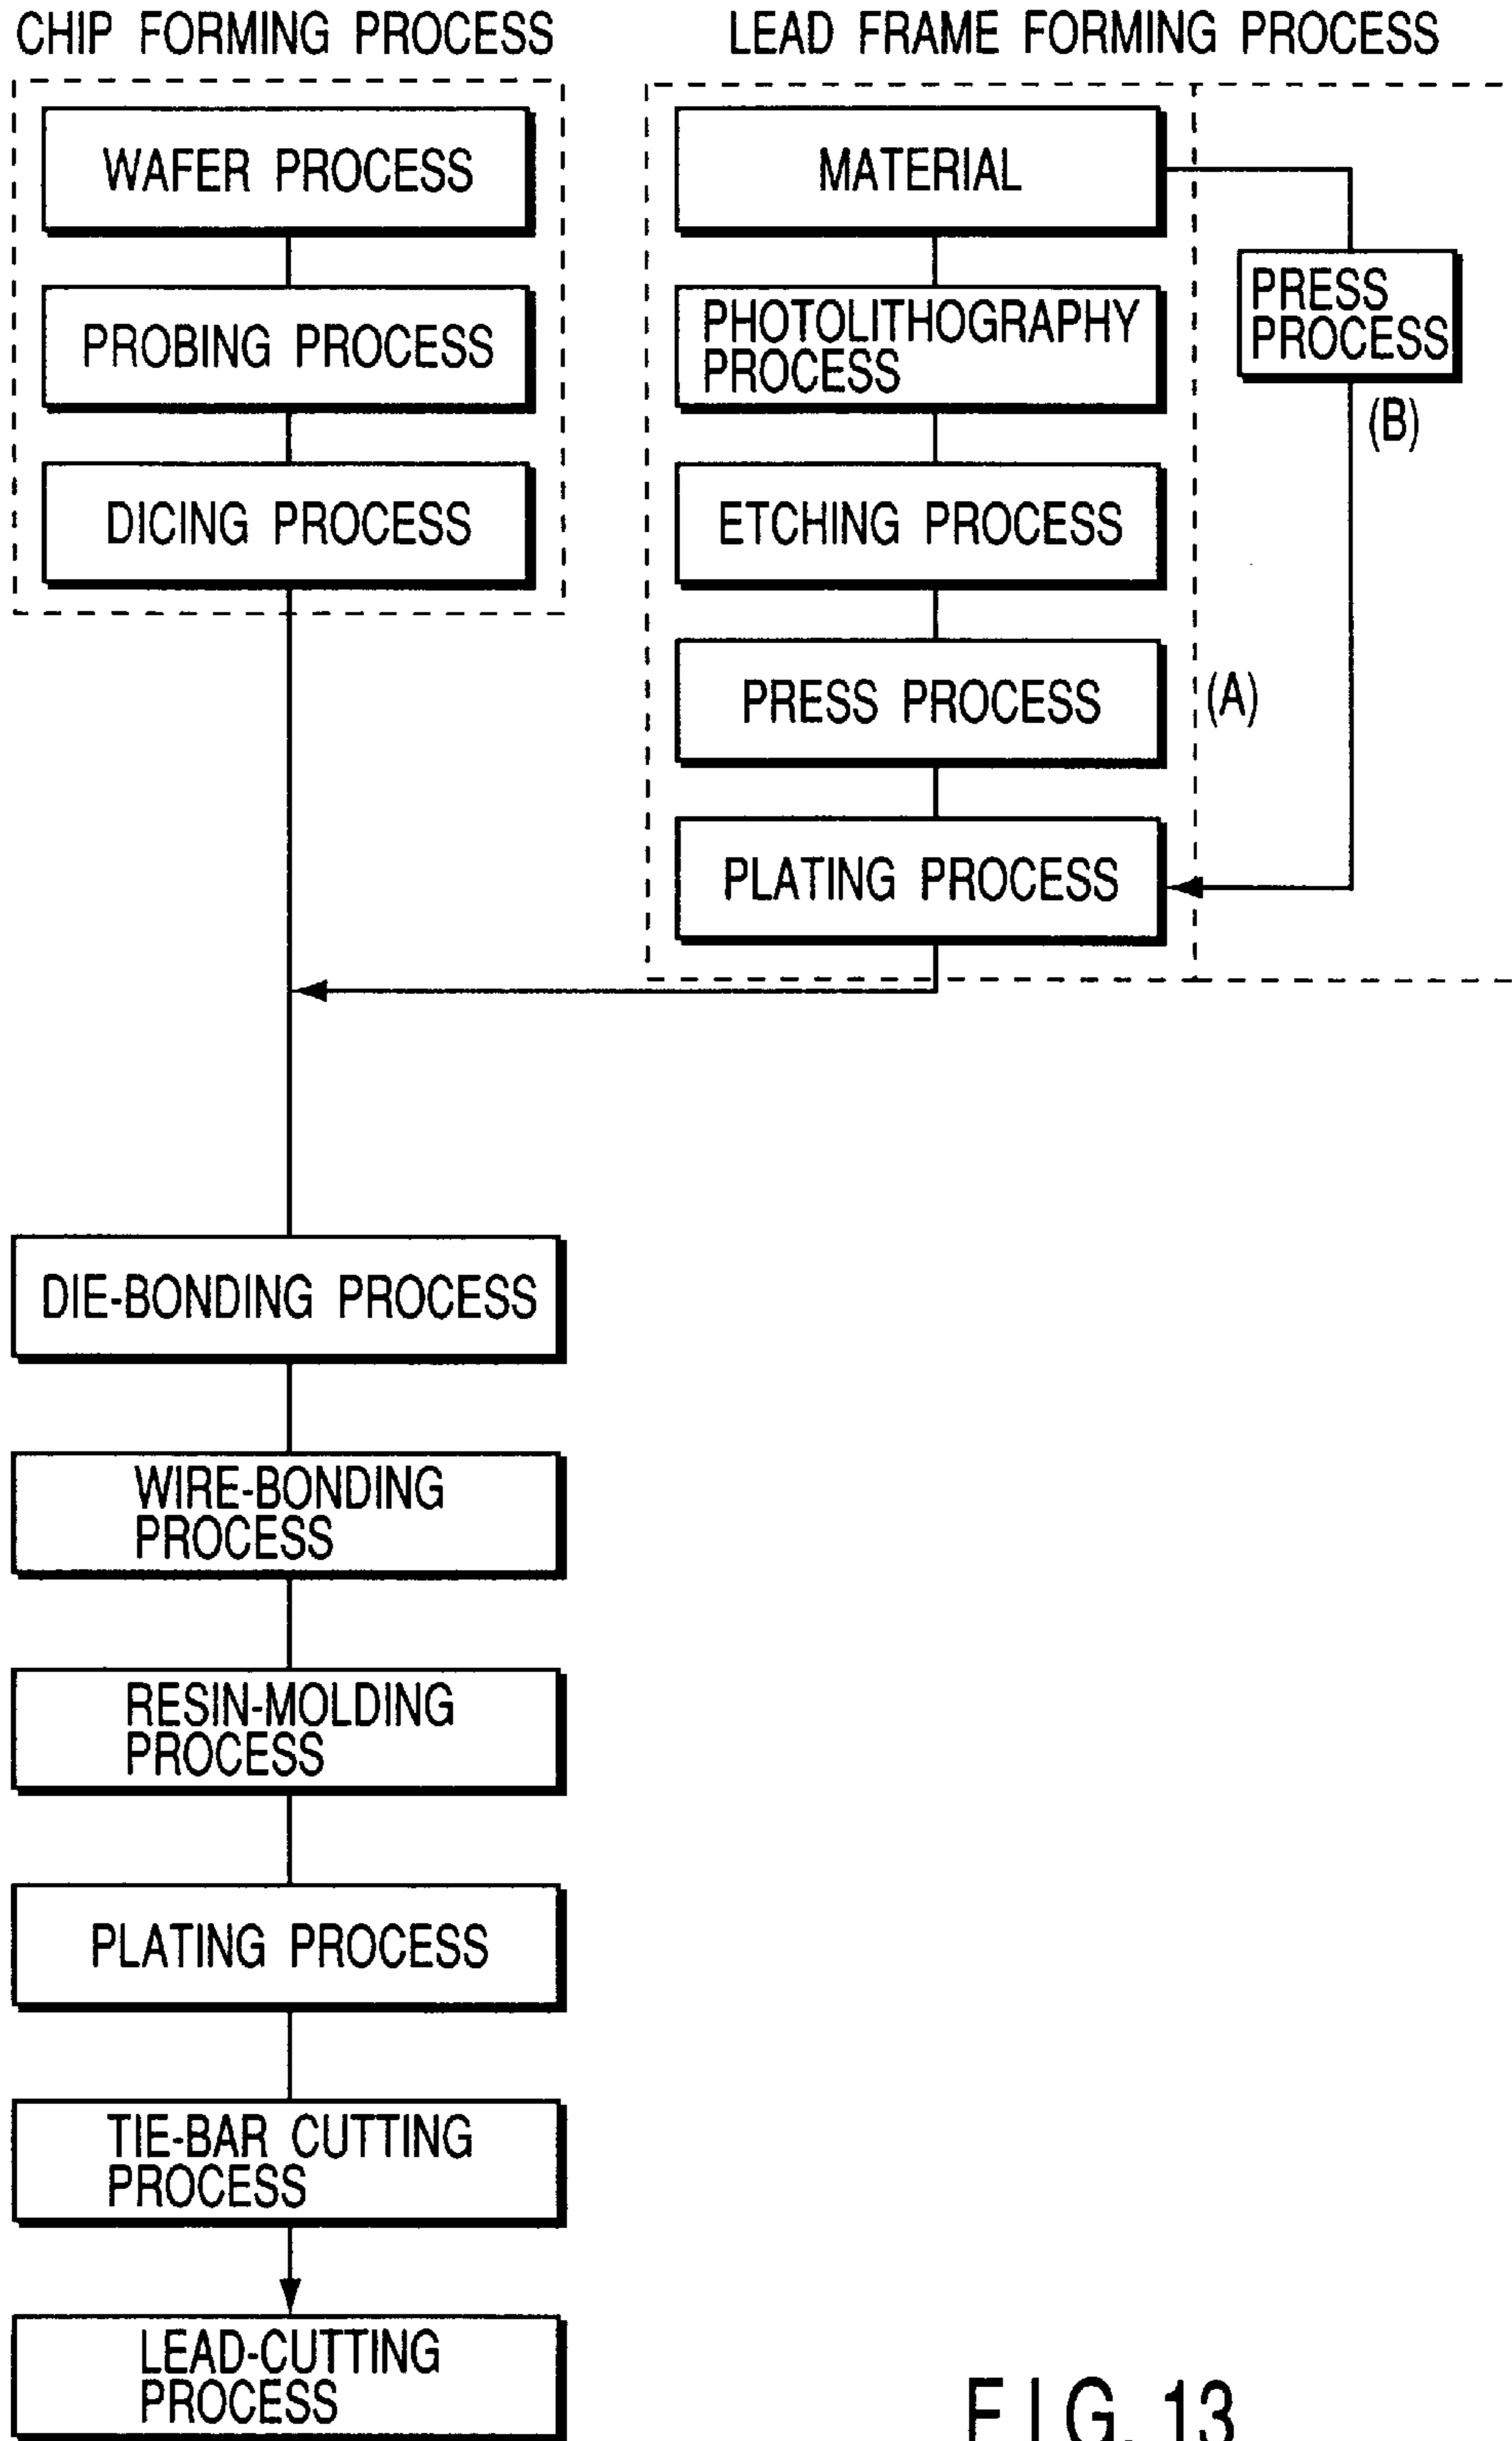 CHIP FORMING PROCESS
WAFER PROCESS
PROBING PROCESS
DICING PROCESS
LEAD FRAME FORMING PROCESS
MATERIAL
PHOTOLITHOGRAPHY
PROCESS
ETCHING PROCESS
PRESS PROCESS
PLATING PROCESS
(A)
PRESS
PROCESS
(B)
DIE-BONDING PROCESS
WIRE-BONDING
PROCESS
RESIN-MOLDING
PROCESS
PLATING PROCESS
TIE-BAR CUTTING
PROCESS
LEAD-CUTTING
PROCESS
FIG. 13